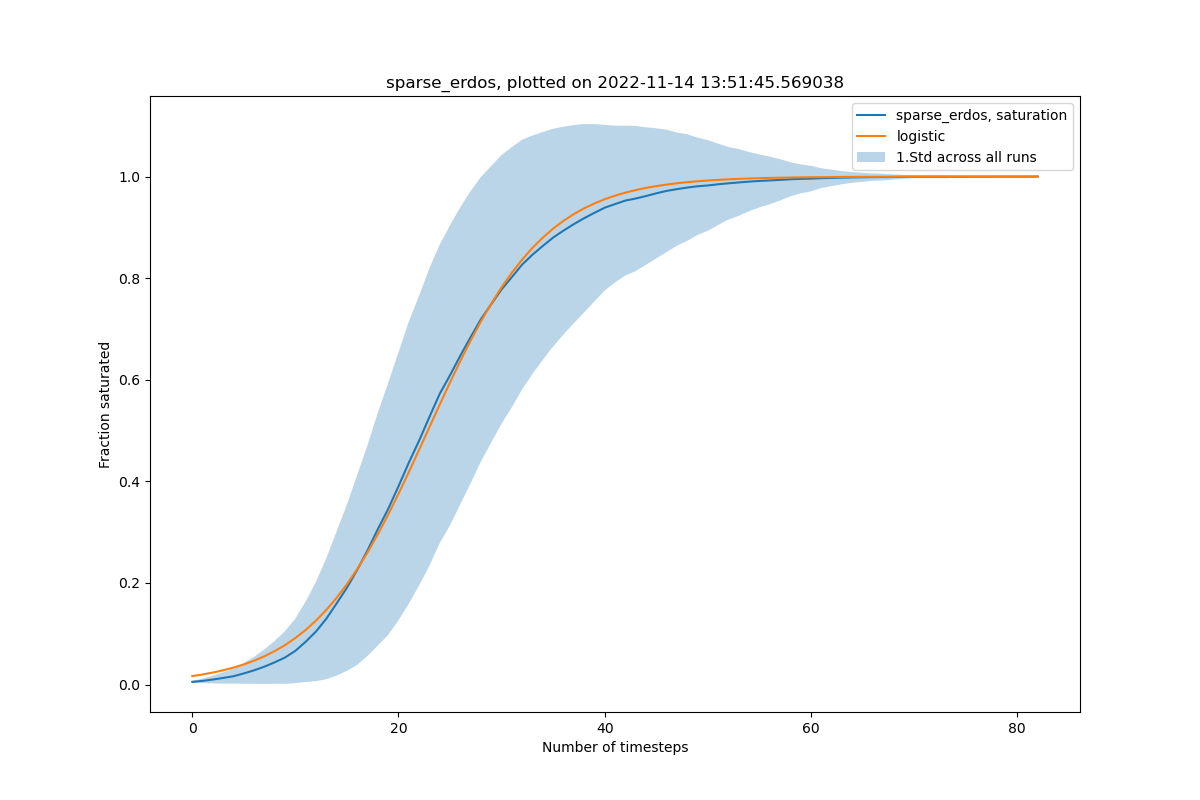 sparse_erdos, plotted on 2022-11-14 13:51:45.569038
sparse_erdos, saturation
logistic
1.Std across all runs
Fraction saturated
1.0
0.8
0.6
0.4
0.2
0.0
0 20 40 60 80
Number of timesteps